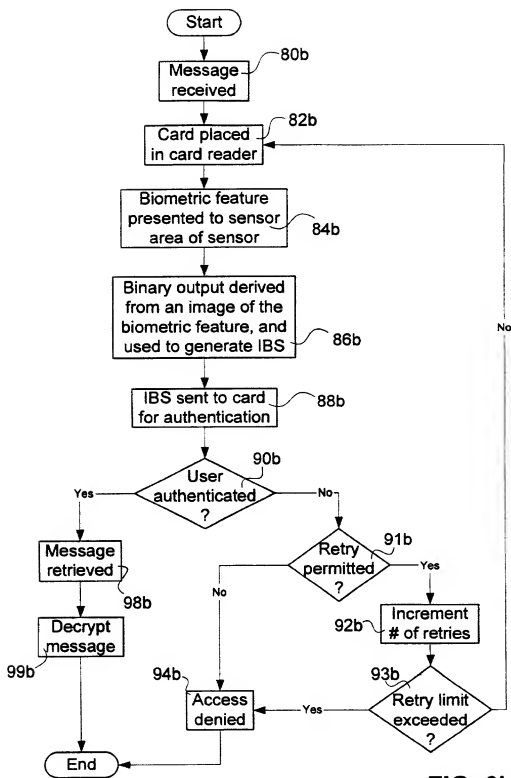 Start
Message
received
80b
Card placed
in card reader
82b
Biometric feature
presented to sensor
area of sensor
84b
Binary output derived
from an image of the
biometric feature, and
used to generate IBS
86b
No
IBS sent to card
for authentication
88b
User
authenticated
?
90b
Yes
No
Message
retrieved
98b
Retry
permitted
?
91b
No
Yes
Decrypt
message
99b
Increment
# of retries
92b
Access
denied
94b
Yes
Retry limit
exceeded
?
93b
End